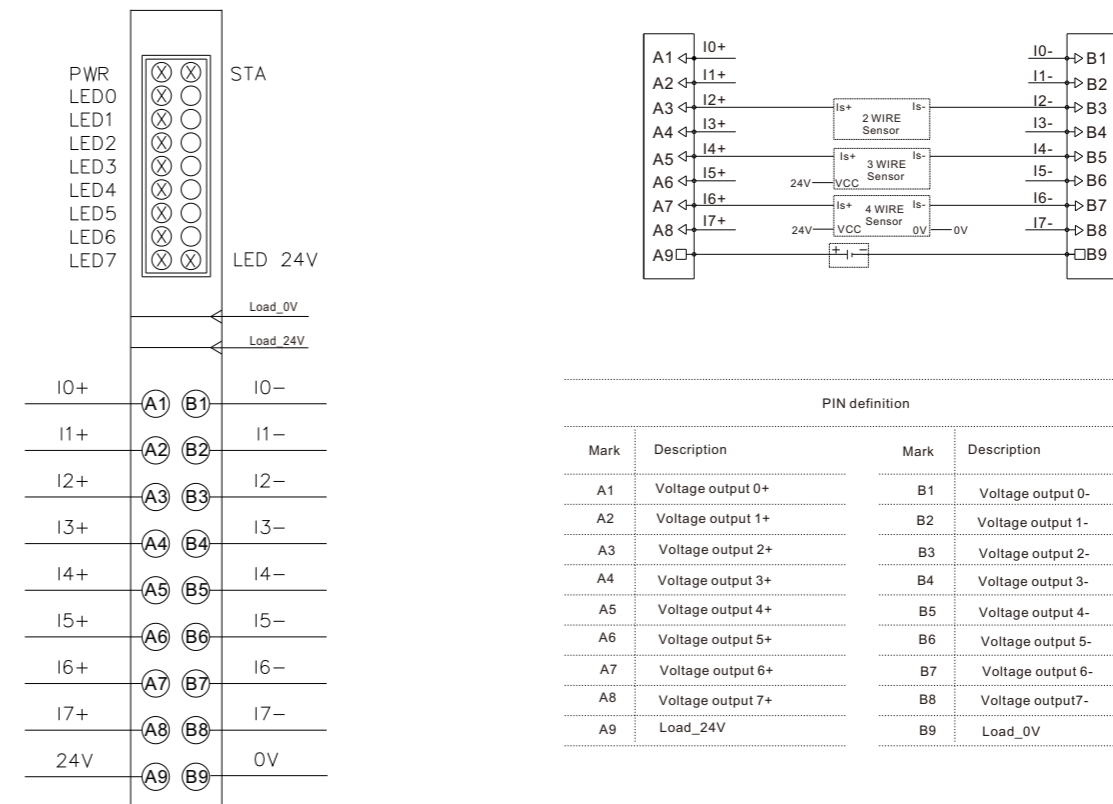 PWR STA
LED0
LED1
LED2
LED3
LED4
LED5
LED6
LED7 LED 24V
Load_0V
Load_24V
I0+ A1 B1 I0-
I1+ A2 B2 I1-
I2+ A3 B3 I2-
I3+ A4 B4 I3-
I4+ A5 B5 I4-
I5+ A6 B6 I5-
I6+ A7 B7 I6-
I7+ A8 B8 I7-
24V A9 B9 0V
A1 I0+ I0- B1
A2 I1+ I1- B2
A3 I2+ Is+ 2 WIRE Is- I2- B3
Sensor
A4 I3+ I3- B4
A5 I4+ Is+ 3 WIRE Is- I4- B5
Sensor
A6 I5+ 24V VCC I5- B6
A7 I6+ Is+ 4 WIRE Is- I6- B7
Sensor
A8 I7+ 24V VCC 0V 0V I7- B8
A9 + - B9
PIN definition
Mark Description Mark Description
A1 Voltage output 0+ B1 Voltage output 0-
A2 Voltage output 1+ B2 Voltage output 1-
A3 Voltage output 2+ B3 Voltage output 2-
A4 Voltage output 3+ B4 Voltage output 3-
A5 Voltage output 4+ B5 Voltage output 4-
A6 Voltage output 5+ B6 Voltage output 5-
A7 Voltage output 6+ B7 Voltage output 6-
A8 Voltage output 7+ B8 Voltage output7-
A9 Load_24V B9 Load_0V